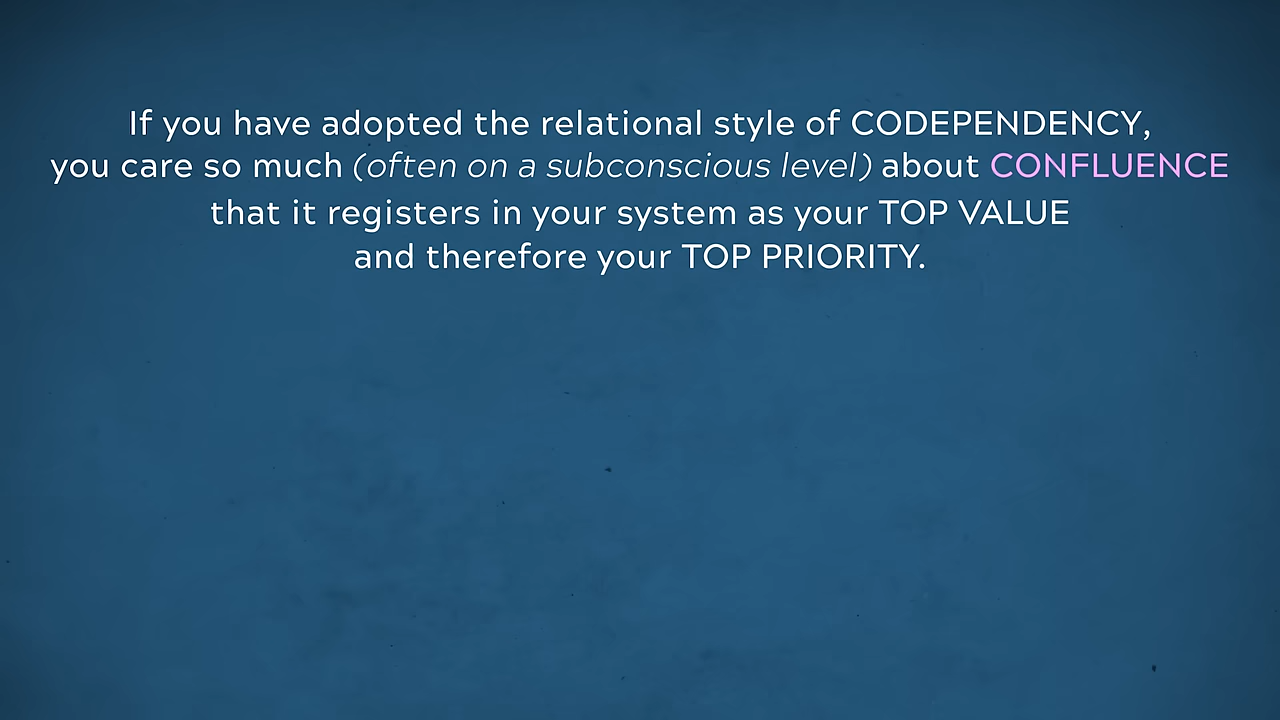 If you have adopted the relational style of CODEPENDENCY,
you care so much (often on a subconscious level) about CONFLUENCE
that it registers in your system as your TOP VALUE
and therefore your TOP PRIORITY.